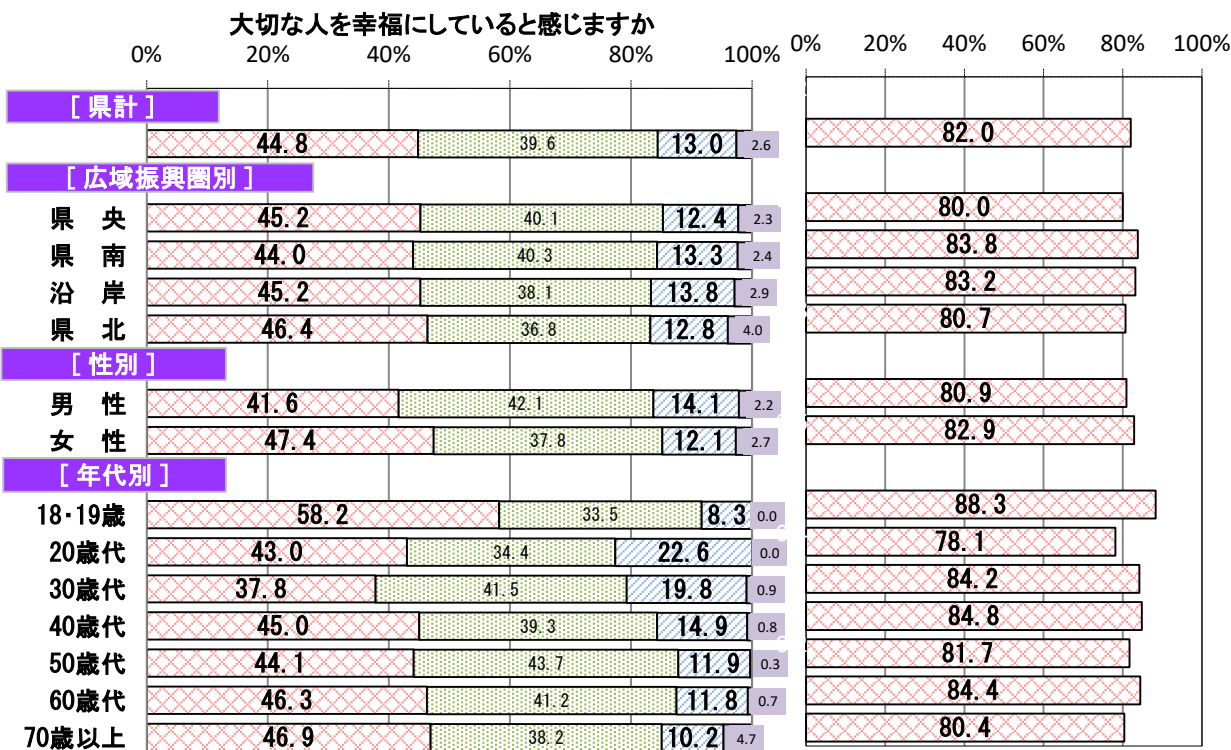 大切な人を幸福にしていると感じますか
0% 20% 40% 60% 80% 100% 0% 20% 40% 60% 80% 100%
[ 県計 ]
44.8 39.6 13.0 2.6 82.0
[ 広域振興圏別 ]
県 央 45.2 40.1 12.4 2.3 80.0
県 南 44.0 40.3 13.3 2.4 83.8
沿 岸 45.2 38.1 13.8 2.9 83.2
県 北 46.4 36.8 12.8 4.0 80.7
[ 性別 ]
男 性 41.6 42.1 14.1 2.2 80.9
女 性 47.4 37.8 12.1 2.7 82.9
[ 年代別 ]
18・19歳 58.2 33.5 8.3 0.0 88.3
20歳代 43.0 34.4 22.6 0.0 78.1
30歳代 37.8 41.5 19.8 0.9 84.2
40歳代 45.0 39.3 14.9 0.8 84.8
50歳代 44.1 43.7 11.9 0.3 81.7
60歳代 46.3 41.2 11.8 0.7 84.4
70歳以上 46.9 38.2 10.2 4.7 80.4